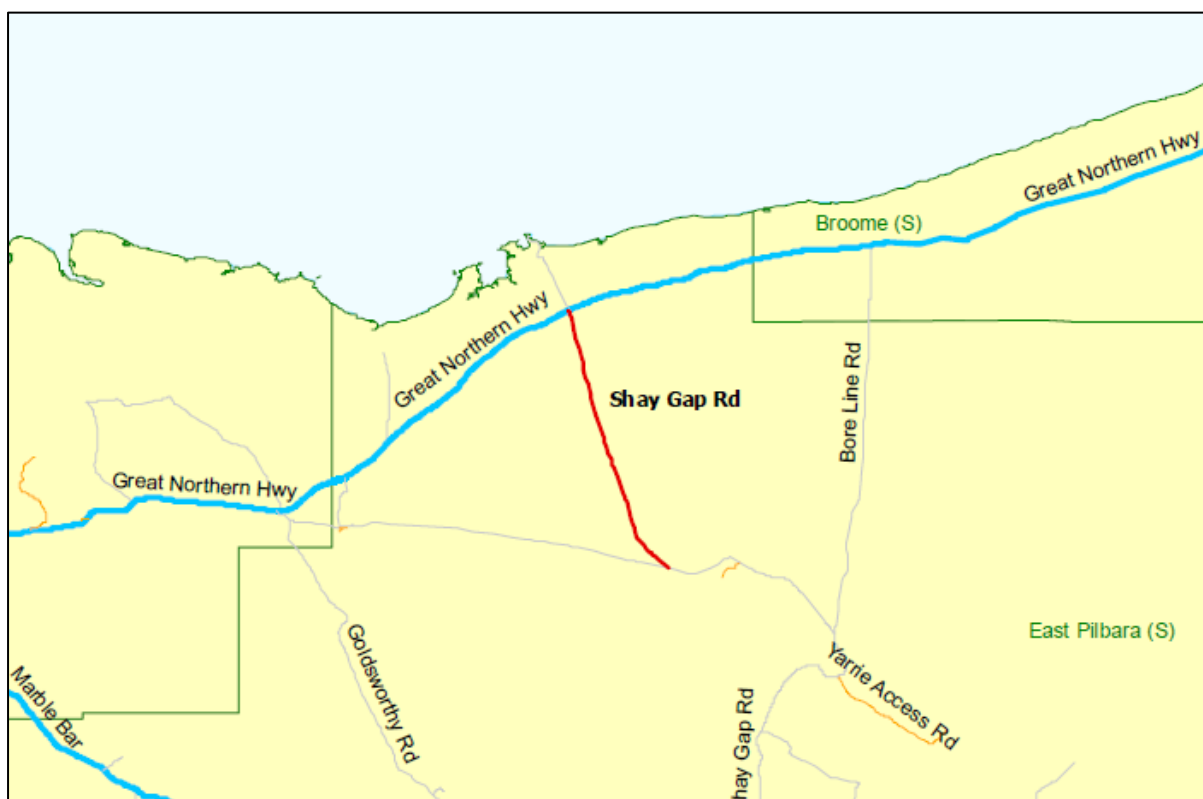 Great Northern Hwy
Broome (S)
Great Northern Hwy
Shay Gap Rd
Bore Line Rd
Great Northern Hwy
East Pilbara (S)
Goldsworthy Rd
Yarrie Access Rd
Marble Bar
hay Gap Rd